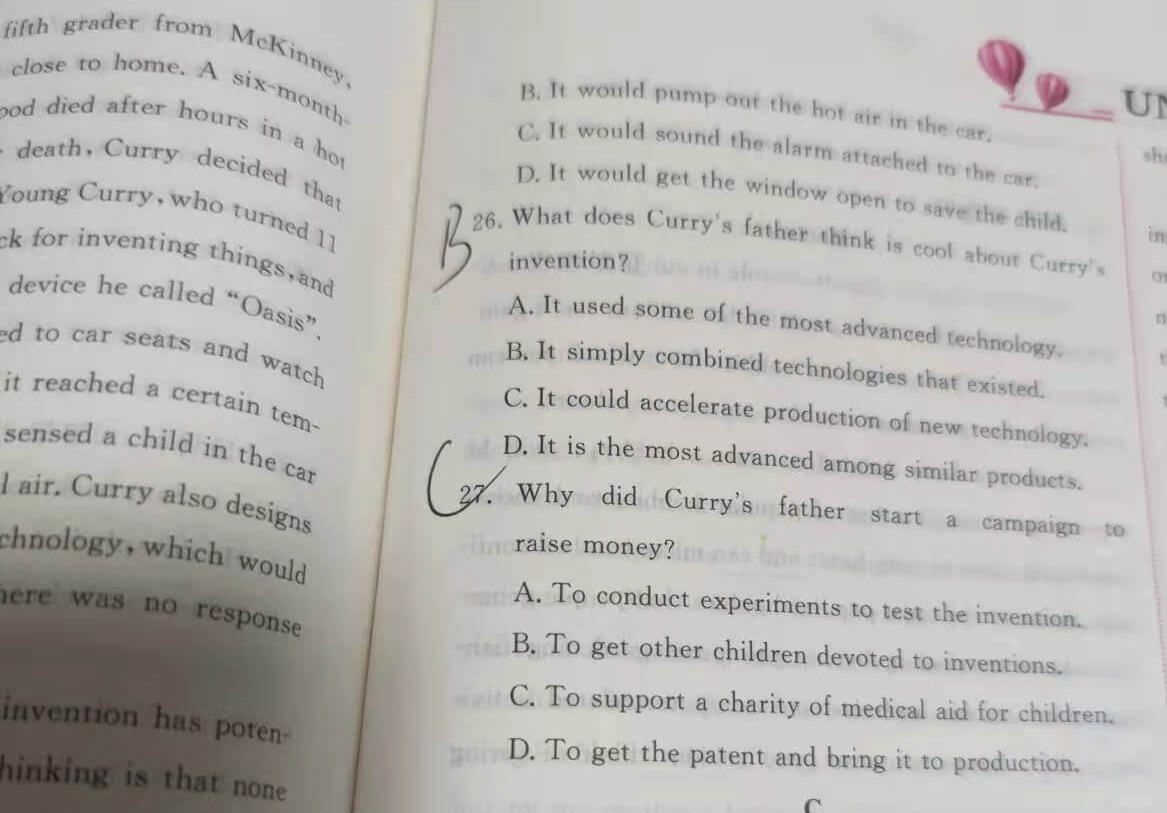 fifth grader from McKinney,
close to home. A six-month-
died after hours in a hot
death, Curry decided that
Young Curry, who turned 11
for inventing things, and
device he called “Oasis”.
to car seats and watch
it reached a certain tem-
sensed a child in the car
air. Curry also designs
which would
was no response
invention has poten-
is that none
B. It would pump out the hot air in the car.
C. It would sound the alarm attached to the car.
D. It would get the window open to save the child.
B
26. What does Curry's father think is cool about Curry's
invention?
A. It used some of the most advanced technology.
B. It simply combined technologies that existed.
C. It could accelerate production of new technology.
D. It is the most advanced among similar products.
C
27. Why did Curry's father start a campaign to
raise money?
A. To conduct experiments to test the invention.
B. To get other children devoted to inventions.
C. To support a charity of medical aid for children.
D. To get the patent and bring it to production.
C